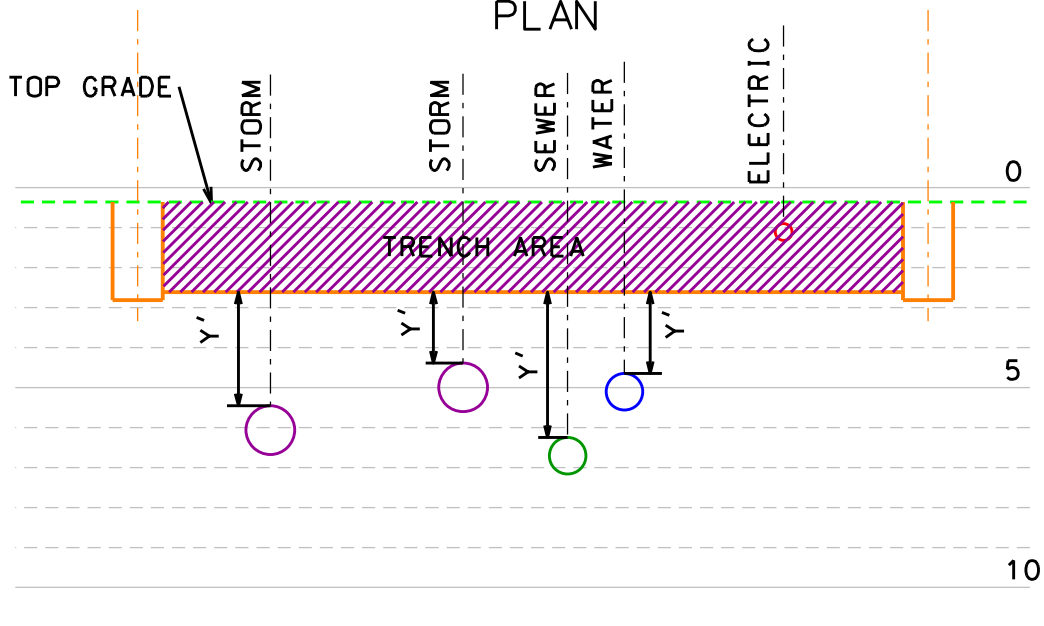 PLAN
TOP GRADE
STORM
STORM
SEWER
WATER
ELECTRIC
0
TRENCH AREA
Y'
Y'
Y'
Y'
5
10